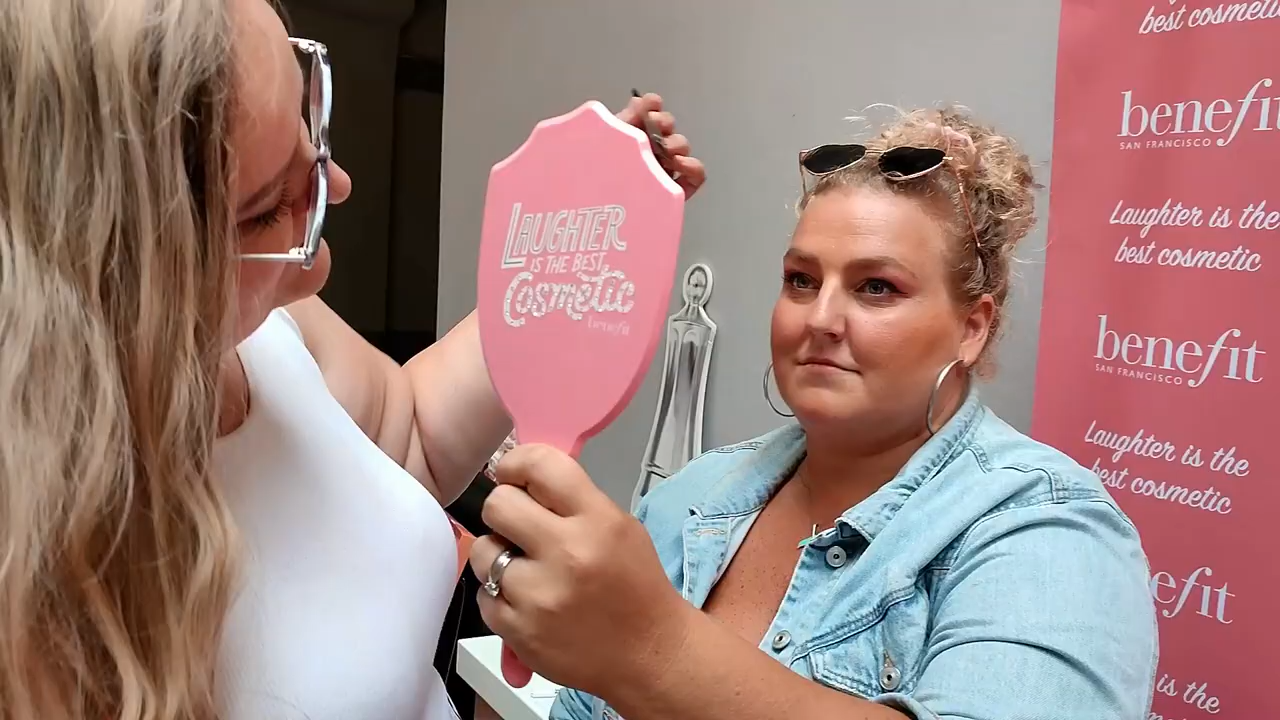 LAUGHTER
IS THE BEST
Cosmetic
benefit
best cosmetic
benefit
SAN FRANCISCO
Laughter is the
best cosmetic
benefit
SAN FRANCISCO
Laughter is the
best cosmetic
efit
is the